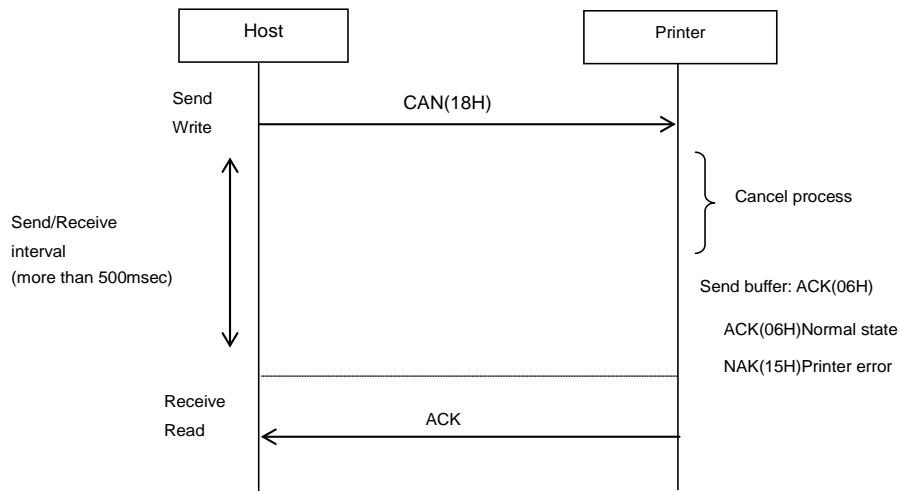 Host
Printer
Send
Write
CAN(18H)
Cancel process
Send/Receive
interval
(more than 500msec)
Send buffer: ACK(06H)
ACK(06H)Normal state
NAK(15H)Printer error
Receive
Read
ACK